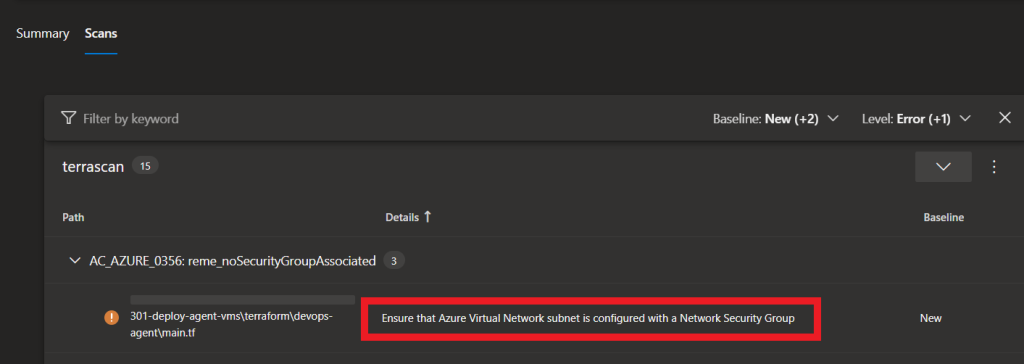 Summary Scans
Filter by keyword Baseline: New (+2) Level: Error (+1)
terrascan 15
Path Details ↑ Baseline
AC_AZURE_0356: reme_noSecurityGroupAssociated 3
301-deploy-agent-vms\terraform\devops-
agent\main.tf
Ensure that Azure Virtual Network subnet is configured with a Network Security Group
New